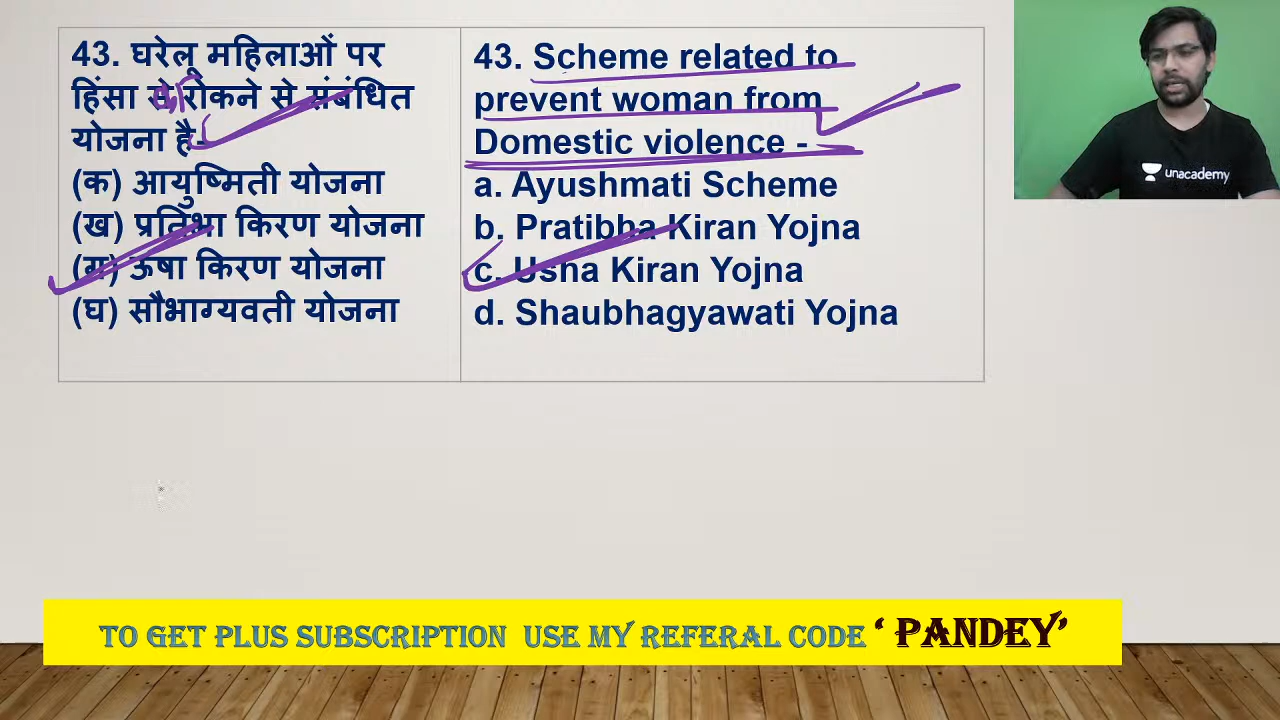 43. घरेलू महिलाओं पर
हिंसा से रोकने से संबंधित
योजना है-
(क) आयुष्मिती योजना
(ख) प्रतिभा किरण योजना
(ग) ऊषा किरण योजना
(घ) सौभाग्यवती योजना
43. Scheme related to
prevent woman from
Domestic violence -
a. Ayushmati Scheme
b. Pratibha Kiran Yojna
c. Usha Kiran Yojna
d. Shaubhagyawati Yojna
unacademy
TO GET PLUS SUBSCRIPTION USE MY REFERAL CODE ‘ PANDEY’